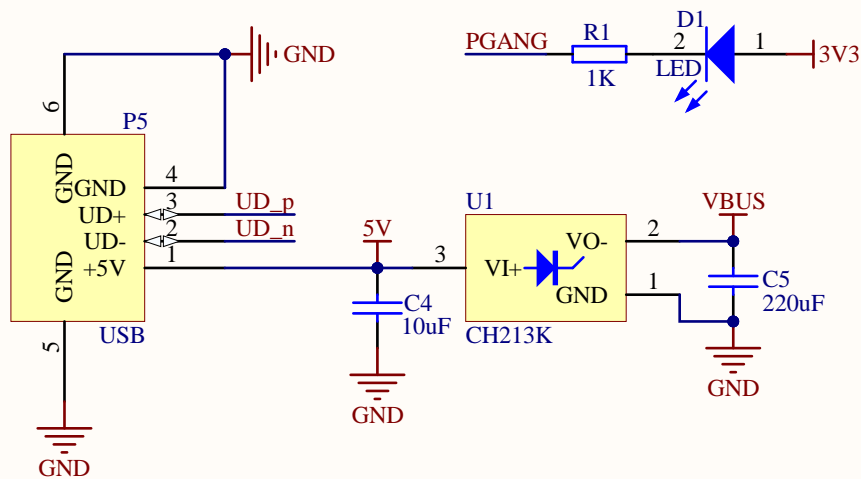 GND
PGANG
R1
1K
2
D1
LED
1
3V3
6
P5
GND
GND
4
UD+
3
UD_p
UD-
2
UD_n
+5V
1
GND
USB
5
GND
5V
C4
10uF
GND
U1
3
VI+
VO-
2
GND
1
CH213K
VBUS
C5
220uF
GND